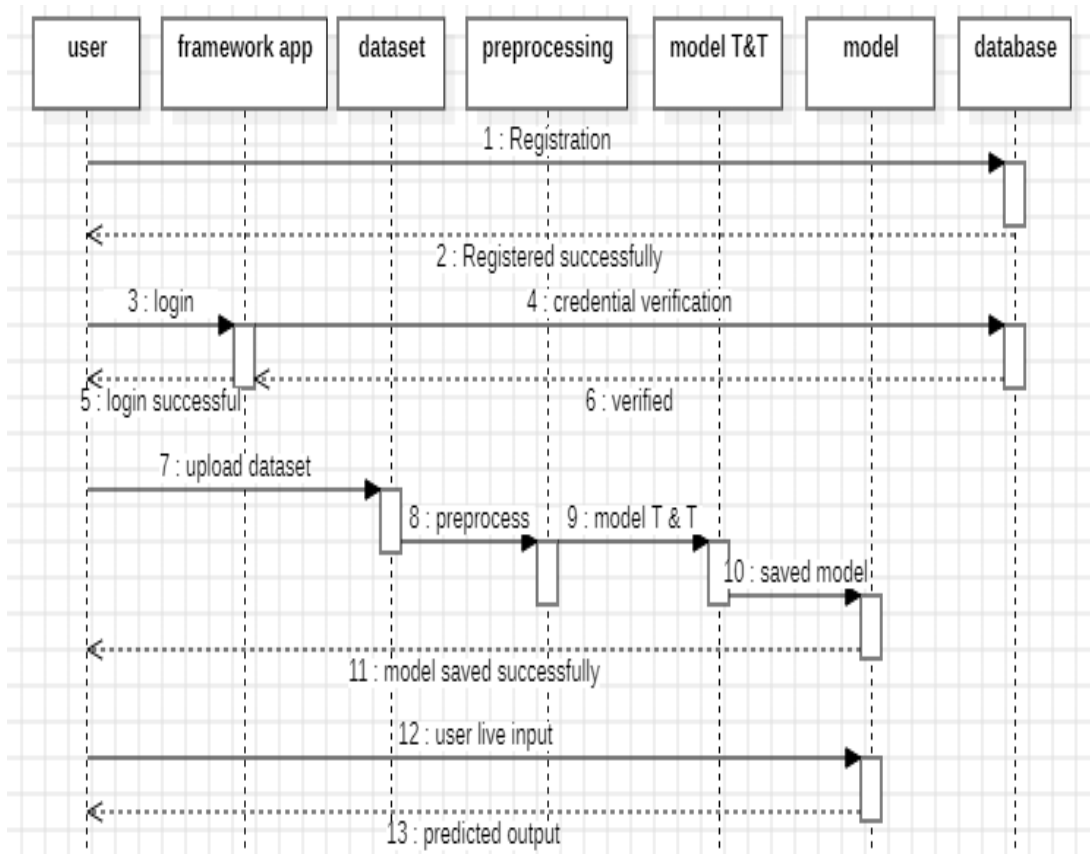 user
framework app
dataset
preprocessing
model T&T
model
database
1 : Registration
2 : Registered successfully
3 : login
4 : credential verification
5 : login successful
6 : verified
7 : upload dataset
8 : preprocess
9 : model T & T
10 : saved model
11 : model saved successfully
12 : user live input
13 : predicted output